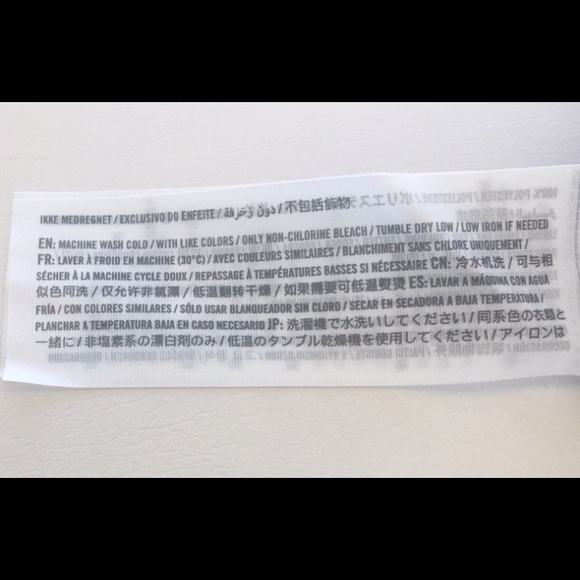 IKKE MEDREGNET / EXCLUSIVO DO ENFEITE / دون زخرفة / 不包括飾物
EN: MACHINE WASH COLD / WITH LIKE COLORS / ONLY NON-CHLORINE BLEACH / TUMBLE DRY LOW / LOW IRON IF NEEDED
FR: LAVER À FROID EN MACHINE (30°C) / AVEC COULEURS SIMILAIRES / BLANCHIMENT SANS CHLORE UNIQUEMENT /
SÉCHER À LA MACHINE CYCLE DOUX / REPASSAGE À TEMPÉRATURES BASSES SI NÉCESSAIRE CN: 冷水机洗 / 可与相
似色同洗 / 仅允许非氯漂 / 低温翻转干燥 / 如果需要可低温熨烫 ES: LAVAR A MÁQUINA CON AGUA
FRÍA / CON COLORES SIMILARES / SÓLO USAR BLANQUEADOR SIN CLORO / SECAR EN SECADORA A BAJA TEMPERATURA /
PLANCHAR A TEMPERATURA BAJA EN CASO NECESARIO JP: 洗濯機で水洗いしてください / 同系色の衣類と
一緒に / 非塩素系の漂白剤のみ / 低温のタンブル乾燥機を使用してください / アイロンは